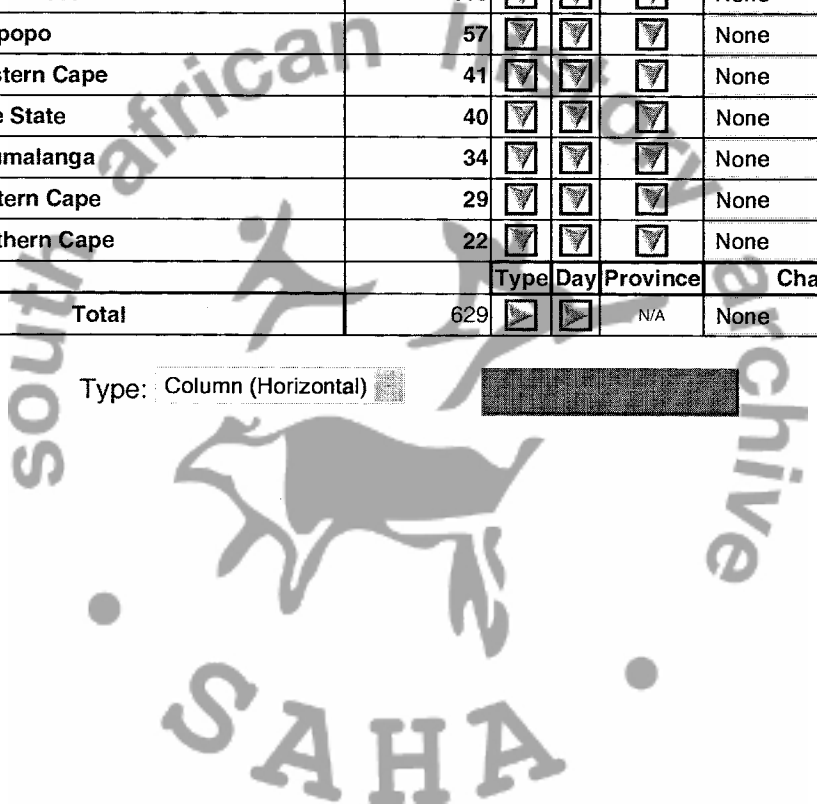 popo 57 None
stern Cape 41 None
e State 40 None
umalanga 34 None
tern Cape 29 None
thern Cape 22 None
Type Day Province Cha
Total 629 N/A None
Type: Column (Horizontal)
south african history archive
SAHA